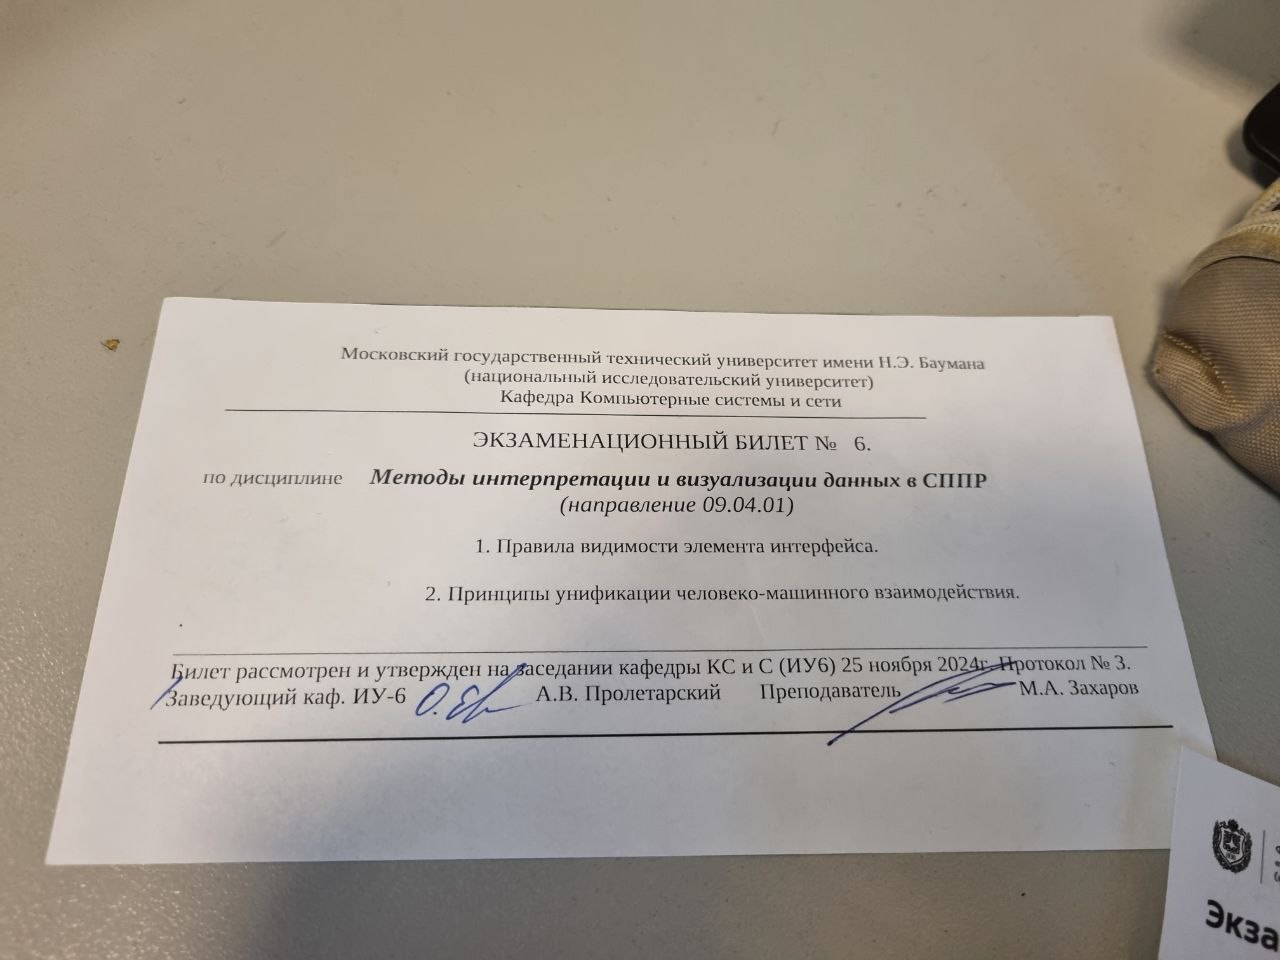 Московский государственный технический университет имени Н.Э. Баумана
(национальный исследовательский университет)
Кафедра Компьютерные системы и сети
ЭКЗАМЕНАЦИОННЫЙ БИЛЕТ № 6.
по дисциплине Методы интерпретации и визуализации данных в СППР
(направление 09.04.01)
1. Правила видимости элемента интерфейса.
2. Принципы унификации человеко-машинного взаимодействия.
.
Билет рассмотрен и утвержден на заседании кафедры КС и С (ИУ6) 25 ноября 2024г. Протокол № 3.
Заведующий каф. ИУ-6 А.В. Пролетарский Преподаватель М.А. Захаров
Экза